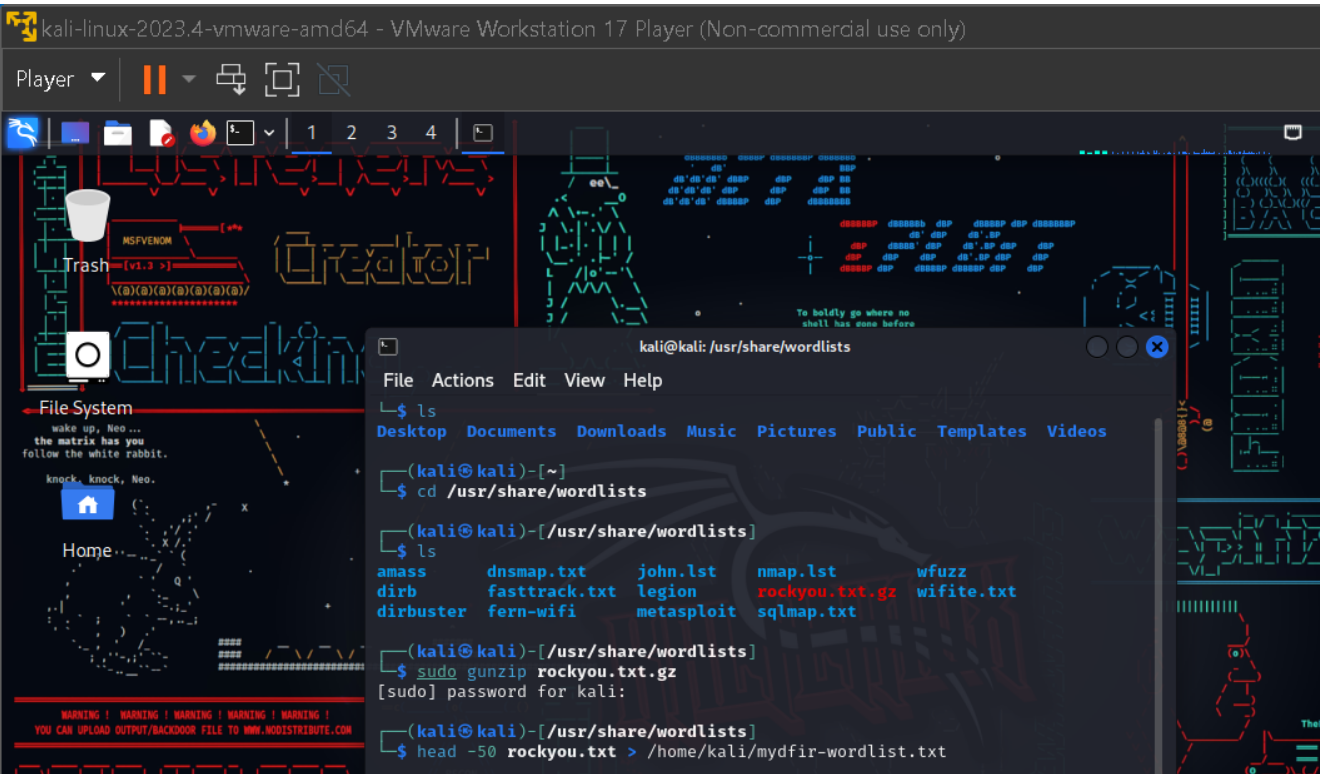 kali-linux-2023.4-vmware-amd64 - VMware Workstation 17 Player (Non-commercial use only)
Player
1 2 3 4
MSFVENOM
[v1.3 >]
Creator
Trash
Checkin
To boldly go where no
shell has gone before
File System
wake up, Neo...
the matrix has you
follow the white rabbit.
knock, knock, Neo.
Home
WARNING ! WARNING ! WARNING ! WARNING ! WARNING !
YOU CAN UPLOAD OUTPUT/BACKDOOR FILE TO WWW.NODISTRIBUTE.COM
kali@kali: /usr/share/wordlists
File Actions Edit View Help
└─$ ls
Desktop Documents Downloads Music Pictures Public Templates Videos
┌──(kali㉿kali)-[~]
└─$ cd /usr/share/wordlists
┌──(kali㉿kali)-[/usr/share/wordlists]
└─$ ls
amass dnsmap.txt john.lst nmap.lst wfuzz
dirb fasttrack.txt legion rockyou.txt.gz wifite.txt
dirbuster fern-wifi metasploit sqlmap.txt
┌──(kali㉿kali)-[/usr/share/wordlists]
└─$ sudo gunzip rockyou.txt.gz
[sudo] password for kali:
┌──(kali㉿kali)-[/usr/share/wordlists]
└─$ head -50 rockyou.txt > /home/kali/mydfir-wordlist.txt